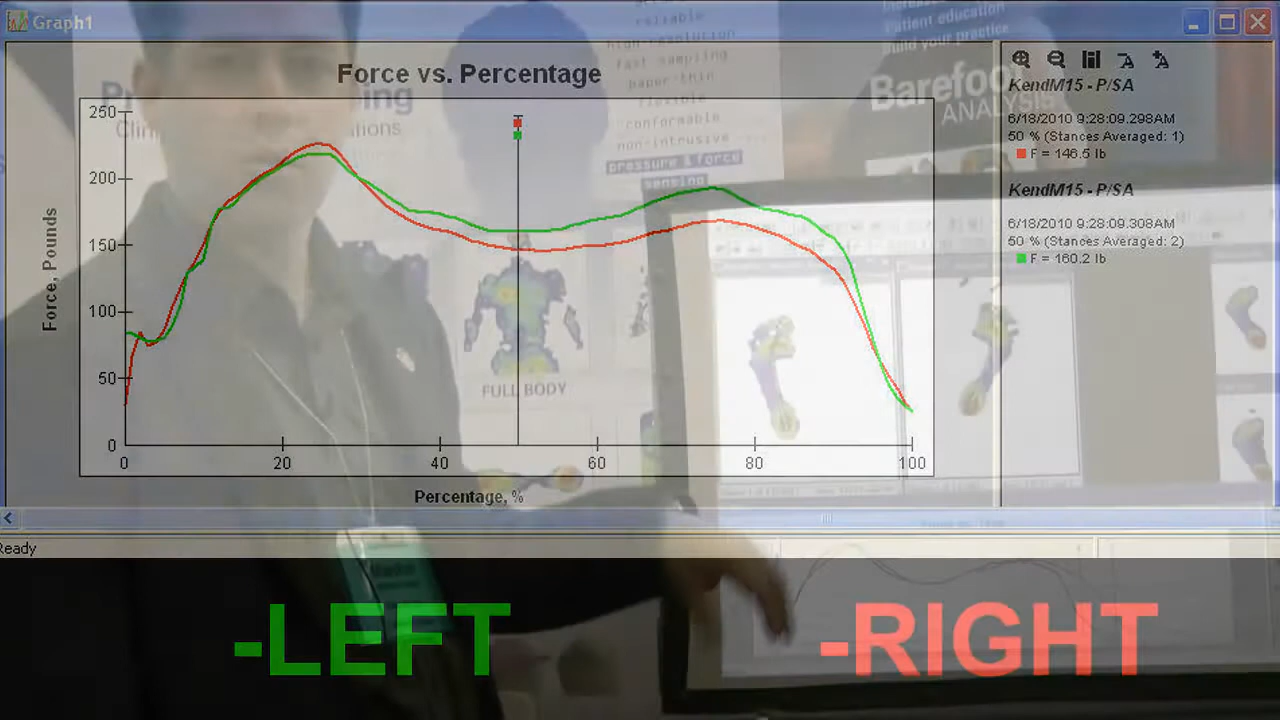 Graph1
reliable
high-resolution
fast sampling
paper-thin
flexible
conformable
non-intrusive
pressure & force
sensing
Patient education
Build your practice
Barefoot
ANALYSIS
Force vs. Percentage
Force, Pounds
250
200
150
100
50
0
0 20 40 60 80 100
Percentage, %
KendM15 - P/SA
6/18/2010 9:28:09.298AM
50 % (Stances Averaged: 1)
F = 146.5 lb
KendM15 - P/SA
6/18/2010 9:28:09.308AM
50 % (Stances Averaged: 2)
F = 160.2 lb
FULL BODY
Ready
-LEFT
-RIGHT